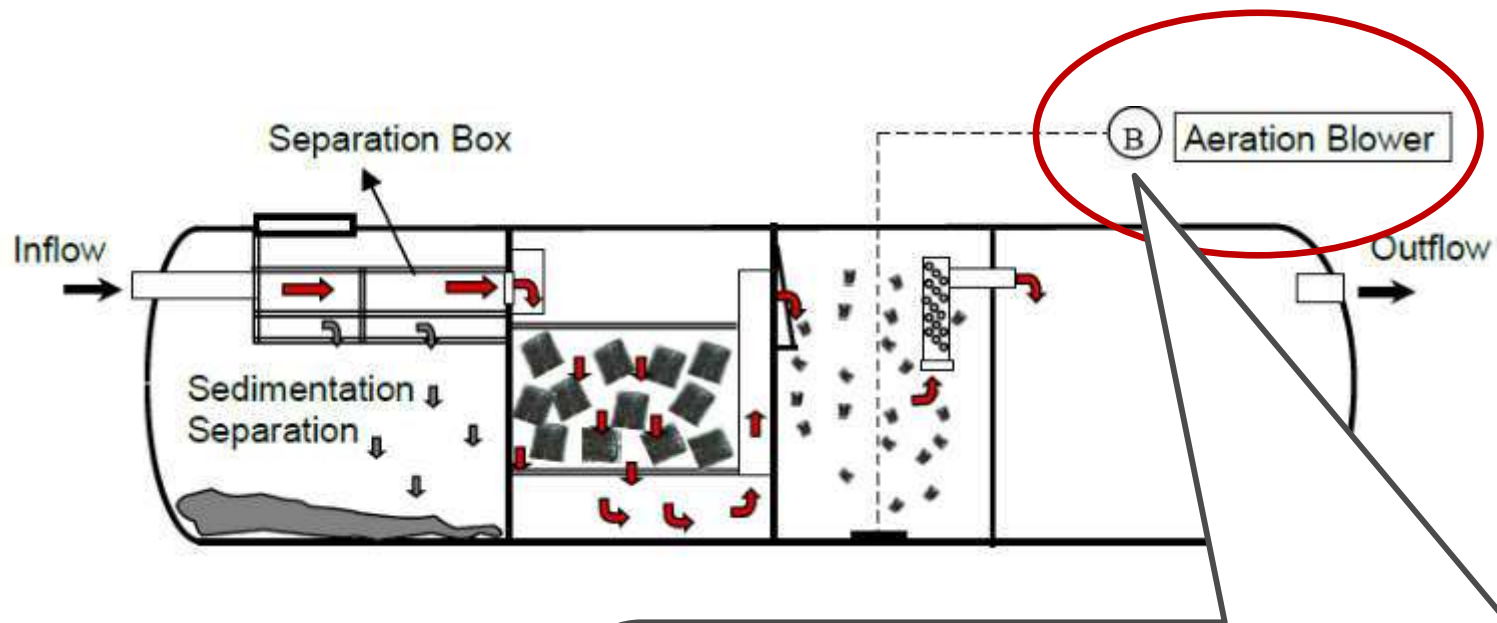 Separation Box
B
Aeration Blower
Inflow
Outflow
Sedimentation
Separation